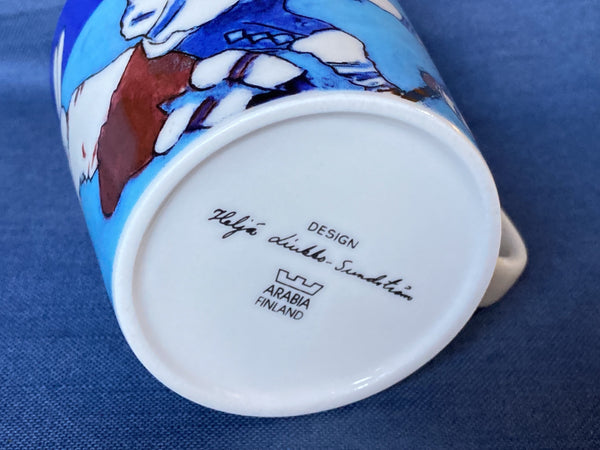 DESIGN
Heljä Liukko-Sundström
ARABIA
FINLAND